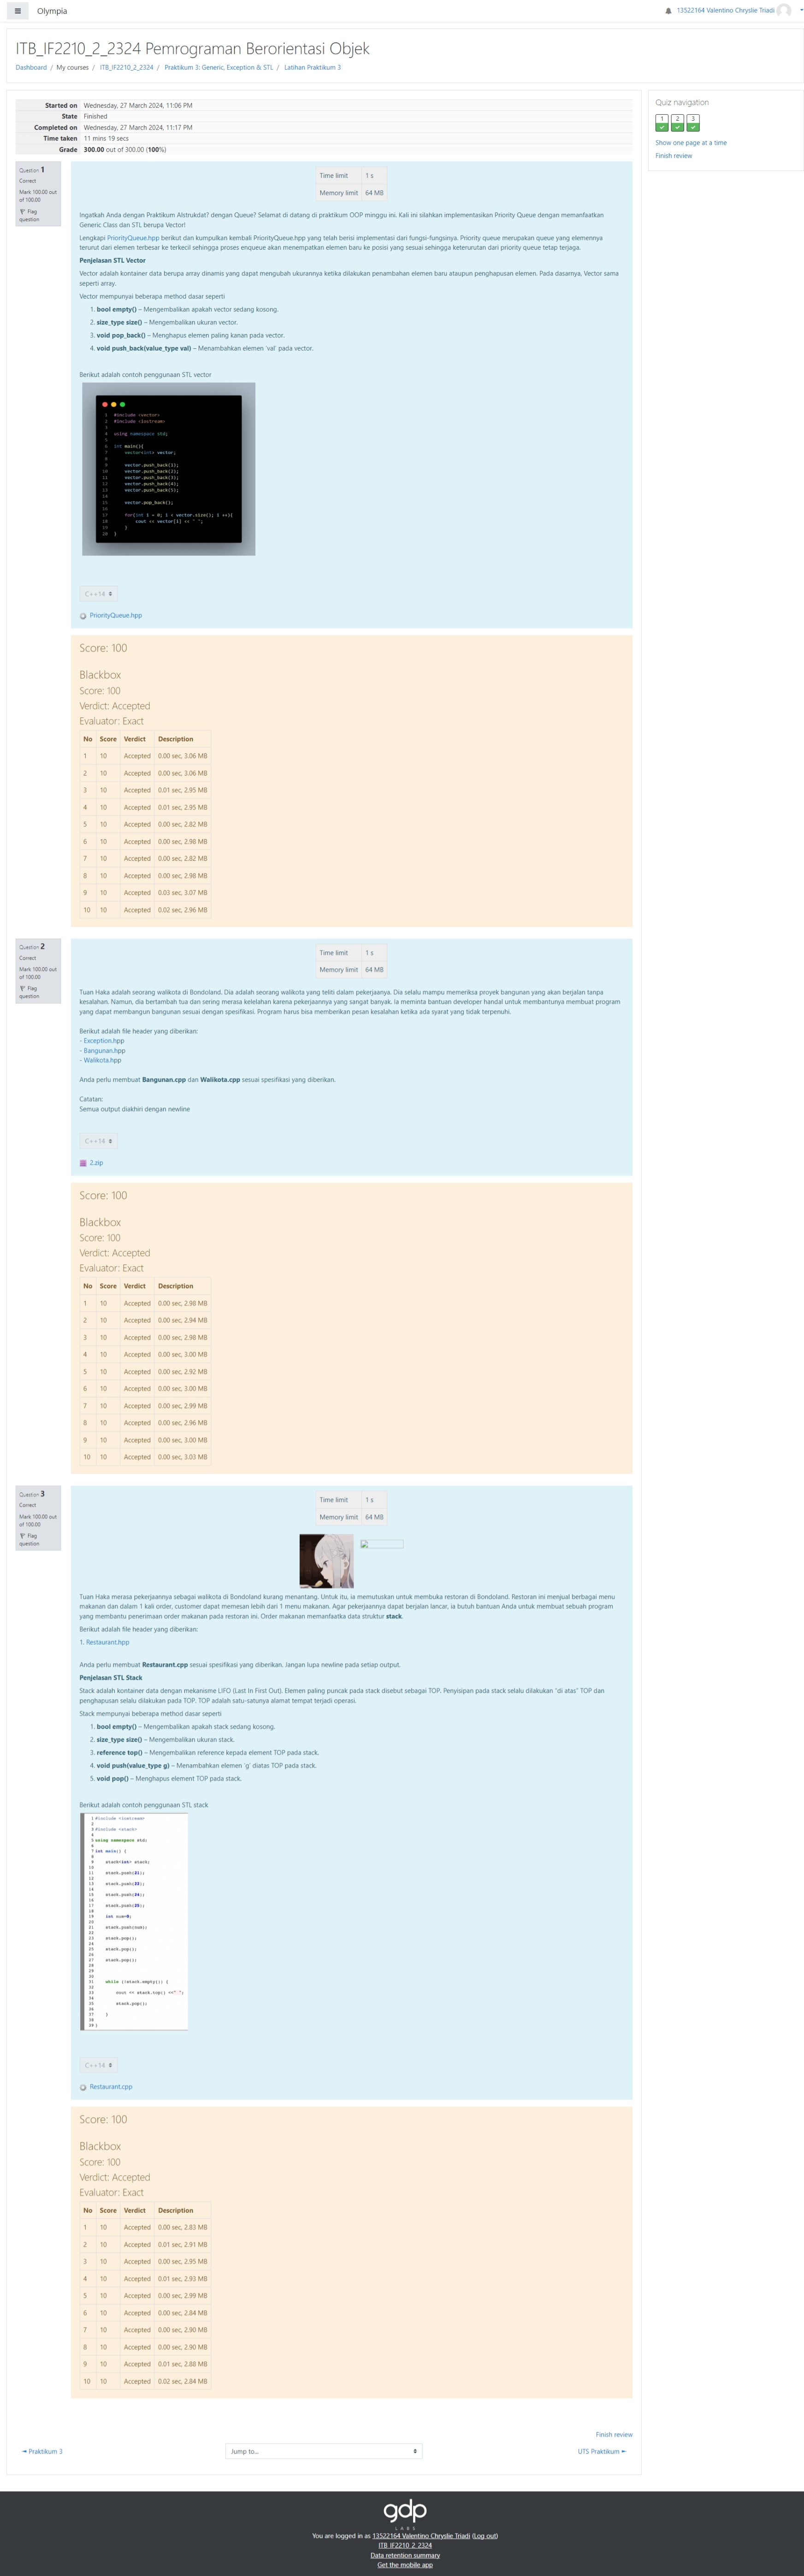 Olympia
13522164 Valentino Chryslie Triadi
ITB_IF2210_2_2324 Pemrograman Berorientasi Objek
Dashboard / My courses / ITB_IF2210_2_2324 / Praktikum 3: Generic, Exception & STL / Latihan Praktikum 3
Started on Wednesday, 27 March 2024, 11:06 PM
State Finished
Completed on Wednesday, 27 March 2024, 11:17 PM
Time taken 11 mins 19 secs
Grade 300.00 out of 300.00 (100%)
Quiz navigation
1 2 3
Show one page at a time
Finish review
Question 1
Correct
Mark 100.00 out
of 100.00
Flag
question
Time limit 1 s
Memory limit 64 MB
Ingatkah Anda dengan Praktikum Alstrukdat? dengan Queue? Selamat di datang di praktikum OOP minggu ini. Kali ini silahkan implementasikan Priority Queue dengan memanfaatkan
Generic Class dan STL berupa Vector!
Lengkapi PriorityQueue.hpp berikut dan kumpulkan kembali PriorityQueue.hpp yang telah berisi implementasi dari fungsi-fungsinya. Priority queue merupakan queue yang elemennya
terurut dari elemen terbesar ke terkecil sehingga proses enqueue akan menempatkan elemen baru ke posisi yang sesuai sehingga keterurutan dari priority queue tetap terjaga.
Penjelasan STL Vector
Vector adalah kontainer data berupa array dinamis yang dapat mengubah ukurannya ketika dilakukan penambahan elemen baru ataupun penghapusan elemen. Pada dasarnya, Vector sama
seperti array.
Vector mempunyai beberapa method dasar seperti
1. bool empty() – Mengembalikan apakah vector sedang kosong.
2. size_type size() – Mengembalikan ukuran vector.
3. void pop_back() – Menghapus elemen paling kanan pada vector.
4. void push_back(value_type val) – Menambahkan elemen 'val' pada vector.
Berikut adalah contoh penggunaan STL vector
1 #include <vector>
2 #include <iostream>
3
4 using namespace std;
5
6 int main(){
7 vector<int> vector;
8
9 vector.push_back(2);
10 vector.push_back(2);
11 vector.push_back(3);
12 vector.push_back(4);
13 vector.push_back(5);
14
15 vector.pop_back();
16
17 for(int i = 0; i < vector.size(); i ++){
18 cout << vector[i] << " ";
19 }
20 }
C++14
PriorityQueue.hpp
Score: 100
Blackbox
Score: 100
Verdict: Accepted
Evaluator: Exact
No Score Verdict Description
1 10 Accepted 0.00 sec, 3.06 MB
2 10 Accepted 0.00 sec, 3.06 MB
3 10 Accepted 0.01 sec, 2.95 MB
4 10 Accepted 0.01 sec, 2.95 MB
5 10 Accepted 0.00 sec, 2.82 MB
6 10 Accepted 0.00 sec, 2.98 MB
7 10 Accepted 0.00 sec, 2.82 MB
8 10 Accepted 0.00 sec, 2.98 MB
9 10 Accepted 0.03 sec, 3.07 MB
10 10 Accepted 0.02 sec, 2.96 MB
Question 2
Correct
Mark 100.00 out
of 100.00
Flag
question
Time limit 1 s
Memory limit 64 MB
Tuan Haka adalah seorang walikota di Bondoland. Dia adalah seorang walikota yang teliti dalam pekerjaanya. Dia selalu mampu memeriksa proyek bangunan yang akan berjalan tanpa
kesalahan. Namun, dia bertambah tua dan sering merasa kelelahan karena pekerjaannya yang sangat banyak. Ia meminta bantuan developer handal untuk membantunya membuat program
yang dapat membangun bangunan sesuai dengan spesifikasi. Program harus bisa memberikan pesan kesalahan ketika ada syarat yang tidak terpenuhi.
Berikut adalah file header yang diberikan:
- Exception.hpp
- Bangunan.hpp
- Walikota.hpp
Anda perlu membuat Bangunan.cpp dan Walikota.cpp sesuai spesifikasi yang diberikan.
Catatan:
Semua output diakhiri dengan newline
C++14
2.zip
Score: 100
Blackbox
Score: 100
Verdict: Accepted
Evaluator: Exact
No Score Verdict Description
1 10 Accepted 0.00 sec, 2.98 MB
2 10 Accepted 0.00 sec, 2.94 MB
3 10 Accepted 0.00 sec, 2.98 MB
4 10 Accepted 0.00 sec, 3.00 MB
5 10 Accepted 0.00 sec, 2.92 MB
6 10 Accepted 0.00 sec, 3.00 MB
7 10 Accepted 0.00 sec, 2.99 MB
8 10 Accepted 0.00 sec, 2.96 MB
9 10 Accepted 0.00 sec, 3.00 MB
10 10 Accepted 0.00 sec, 3.03 MB
Question 3
Correct
Mark 100.00 out
of 100.00
Flag
question
Time limit 1 s
Memory limit 64 MB
Tuan Haka merasa pekerjaannya sebagai walikota di Bondoland kurang menantang. Untuk itu, ia memutuskan untuk membuka restoran di Bondoland. Restoran ini menjual berbagai menu
makanan dan dalam 1 kali order, customer dapat memesan lebih dari 1 menu makanan. Agar pekerjaannya dapat berjalan lancar, ia butuh bantuan Anda untuk membuat sebuah program
yang membantu penerimaan order makanan pada restoran ini. Order makanan memanfaatka data struktur stack.
Berikut adalah file header yang diberikan:
1. Restaurant.hpp
Anda perlu membuat Restaurant.cpp sesuai spesifikasi yang diberikan. Jangan lupa newline pada setiap output.
Penjelasan STL Stack
Stack adalah kontainer data dengan mekanisme LIFO (Last In First Out). Elemen paling puncak pada stack disebut sebagai TOP. Penyisipan pada stack selalu dilakukan "di atas" TOP dan
penghapusan selalu dilakukan pada TOP. TOP adalah satu-satunya alamat tempat terjadi operasi.
Stack mempunyai beberapa method dasar seperti
1. bool empty() – Mengembalikan apakah stack sedang kosong.
2. size_type size() – Mengembalikan ukuran stack.
3. reference top() – Mengembalikan reference kepada element TOP pada stack.
4. void push(value_type g) – Menambahkan elemen 'g' diatas TOP pada stack.
5. void pop() – Menghapus element TOP pada stack.
Berikut adalah contoh penggunaan STL stack
1 #include <iostream>
2
3 #include <stack>
4
5 using namespace std;
6
7 int main() {
8
9 stack<int> stack;
10
11 stack.push(21);
12
13 stack.push(22);
14
15 stack.push(24);
16
17 stack.push(25);
18
19 int num=0;
20
21 stack.push(num);
22
23 stack.pop();
24
25 stack.pop();
26
27 stack.pop();
28
29
30
31 while (!stack.empty()) {
32
33 cout << stack.top() <<" ";
34
35 stack.pop();
36
37 }
38
39 }
C++14
Restaurant.cpp
Score: 100
Blackbox
Score: 100
Verdict: Accepted
Evaluator: Exact
No Score Verdict Description
1 10 Accepted 0.00 sec, 2.83 MB
2 10 Accepted 0.01 sec, 2.91 MB
3 10 Accepted 0.00 sec, 2.95 MB
4 10 Accepted 0.01 sec, 2.93 MB
5 10 Accepted 0.00 sec, 2.99 MB
6 10 Accepted 0.00 sec, 2.84 MB
7 10 Accepted 0.00 sec, 2.90 MB
8 10 Accepted 0.00 sec, 2.90 MB
9 10 Accepted 0.01 sec, 2.88 MB
10 10 Accepted 0.02 sec, 2.84 MB
Finish review
Praktikum 3
Jump to...
UTS Praktikum
gdp
LABS
You are logged in as 13522164 Valentino Chryslie Triadi (Log out)
ITB_IF2210_2_2324
Data retention summary
Get the mobile app